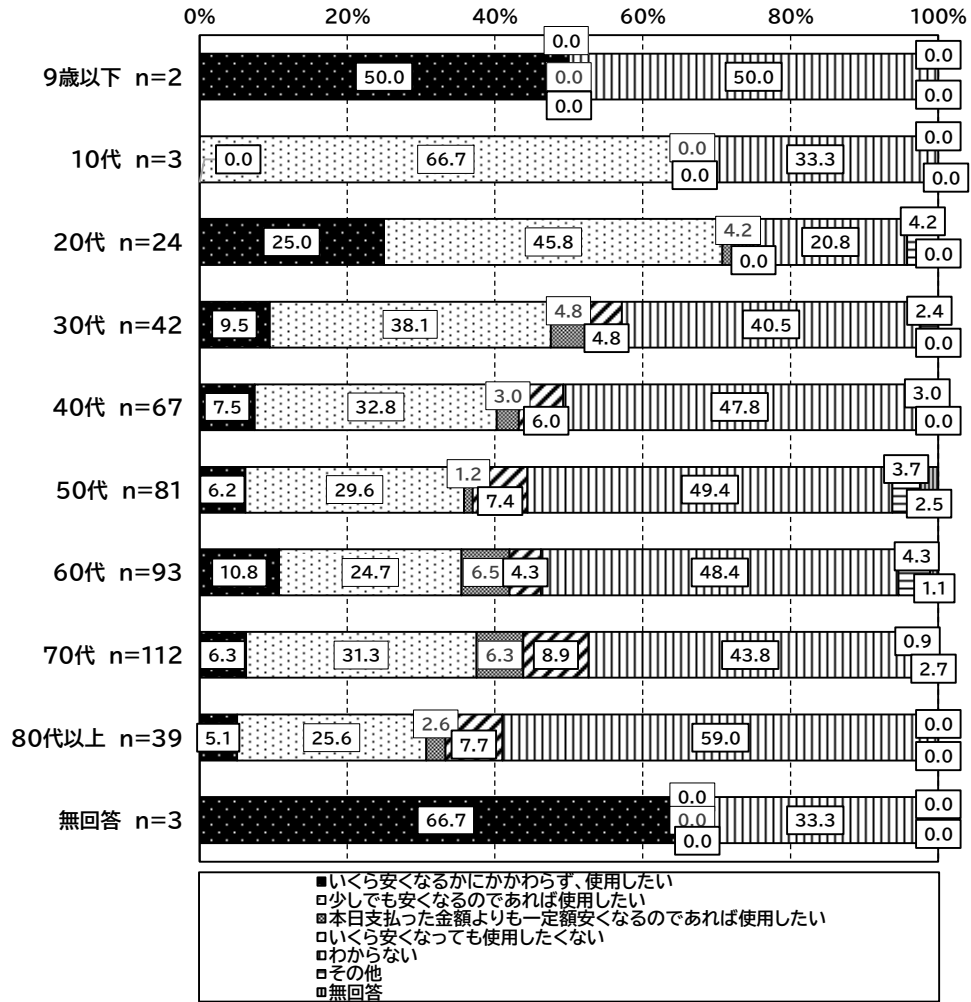 0% 20% 40% 60% 80% 100%
9歳以下 n=2 50.0 0.0 0.0 0.0 50.0 0.0 0.0
10代 n=3 0.0 66.7 0.0 0.0 33.3 0.0 0.0
20代 n=24 25.0 45.8 4.2 0.0 20.8 4.2 0.0
30代 n=42 9.5 38.1 4.8 4.8 40.5 2.4 0.0
40代 n=67 7.5 32.8 3.0 6.0 47.8 3.0 0.0
50代 n=81 6.2 29.6 1.2 7.4 49.4 3.7 2.5
60代 n=93 10.8 24.7 6.5 4.3 48.4 4.3 1.1
70代 n=112 6.3 31.3 6.3 8.9 43.8 0.9 2.7
80代以上 n=39 5.1 25.6 2.6 7.7 59.0 0.0 0.0
無回答 n=3 66.7 0.0 0.0 0.0 33.3 0.0 0.0
いくら安くなるかにかかわらず、使用したい
少しでも安くなるのであれば使用したい
本日支払った金額よりも一定額安くなるのであれば使用したい
いくら安くなっても使用したくない
わからない
その他
無回答